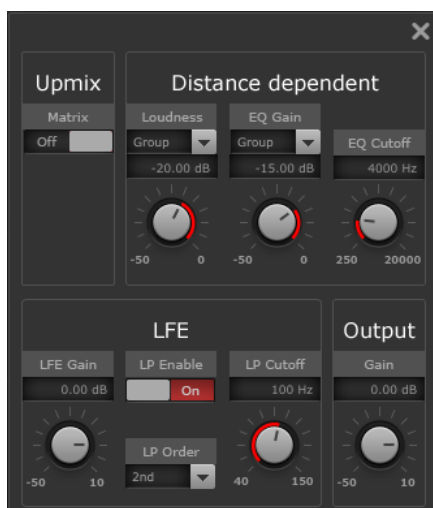 Upmix
Distance dependent
Matrix
Loudness
EQ Gain
Off
Group
Group
EQ Cutoff
-20.00 dB
-15.00 dB
4000 Hz
-50 0
-50 0
250 20000
LFE
Output
LFE Gain
LP Enable
LP Cutoff
Gain
0.00 dB
On
100 Hz
0.00 dB
LP Order
2nd
-50 10
40 150
-50 10